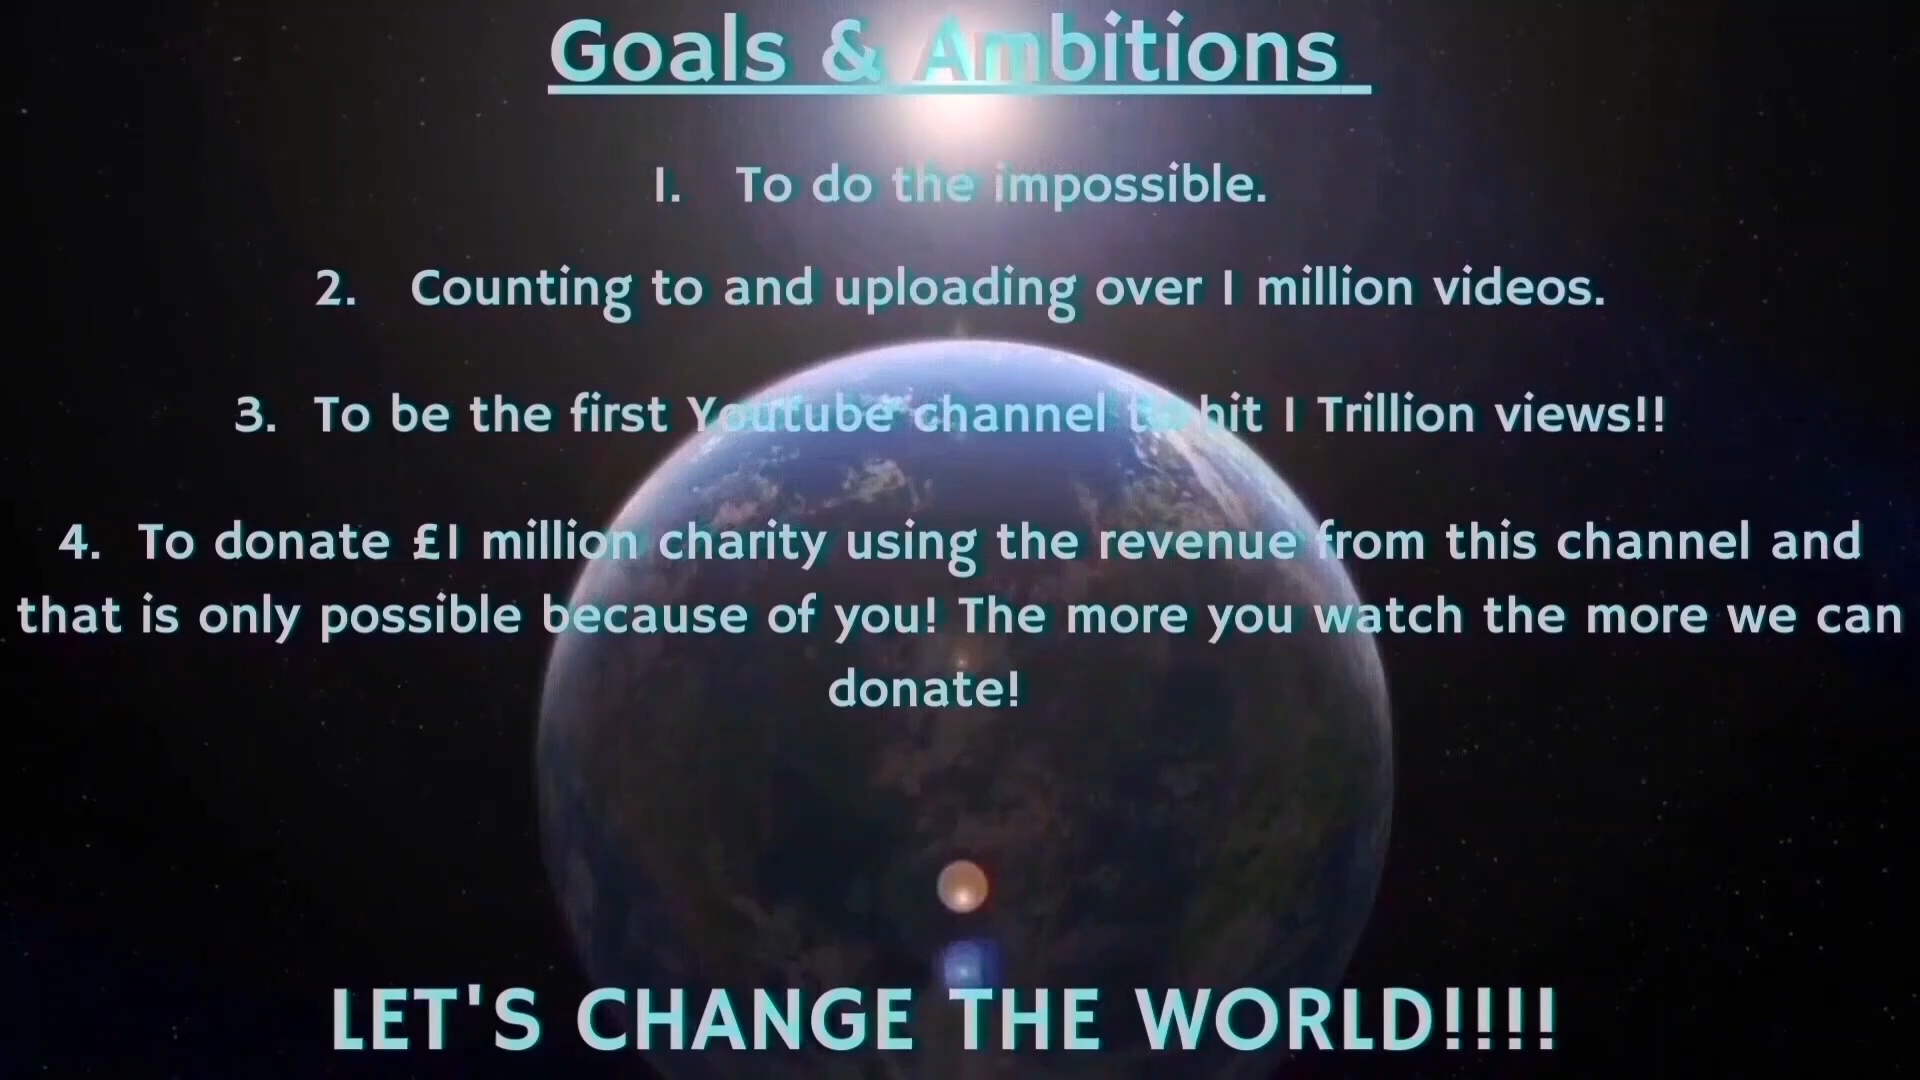 Goals & Ambitions
1. To do the impossible.
2. Counting to and uploading over 1 million videos.
3. To be the first Youtube channel to hit 1 Trillion views!!
4. To donate £1 million charity using the revenue from this channel and
that is only possible because of you! The more you watch the more we can
donate!
LET'S CHANGE THE WORLD!!!!